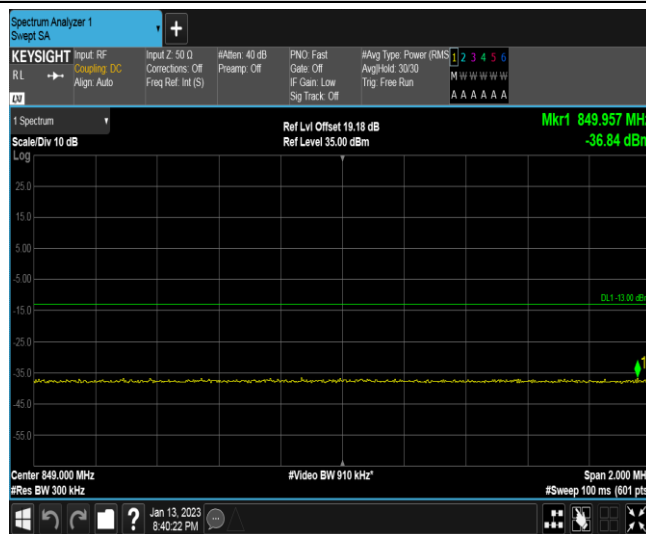 Spectrum Analyzer 1
Swept SA
+
KEYSIGHT
RL
Input: RF
Coupling: DC
Align: Auto
Input Z: 50 Ω
Corrections: Off
Freq Ref: Int (S)
#Atten: 40 dB
Preamp: Off
PNO: Fast
Gate: Off
IF Gain: Low
Sig Track: Off
#Avg Type: Power (RMS
Avg|Hold: 30/30
Trig: Free Run
1 2 3 4 5 6
M W W W W W
A A A A A A
LXI
1 Spectrum
Scale/Div 10 dB
Log
Ref Lvl Offset 19.18 dB
Ref Level 35.00 dBm
Mkr1 849.957 MHz
-36.84 dBm
25.0
15.0
5.00
-5.00
DL1 -13.00 dBm
-15.0
-25.0
1
-35.0
-45.0
-55.0
Center 849.000 MHz
#Video BW 910 kHz*
Span 2.000 MH
#Res BW 300 kHz
#Sweep 100 ms (601 pts
?
Jan 13, 2023
8:40:22 PM